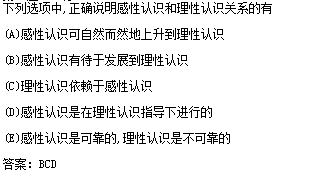 下列选项中,正确说明感性认识和理性认识关系的有
(A)感性认识可自然而然地上升到理性认识
(B)感性认识有待于发展到理性认识
(C)理性认识依赖于感性认识
(D)感性认识是在理性认识指导下进行的
(E)感性认识是可靠的,理性认识是不可靠的
答案：BCD